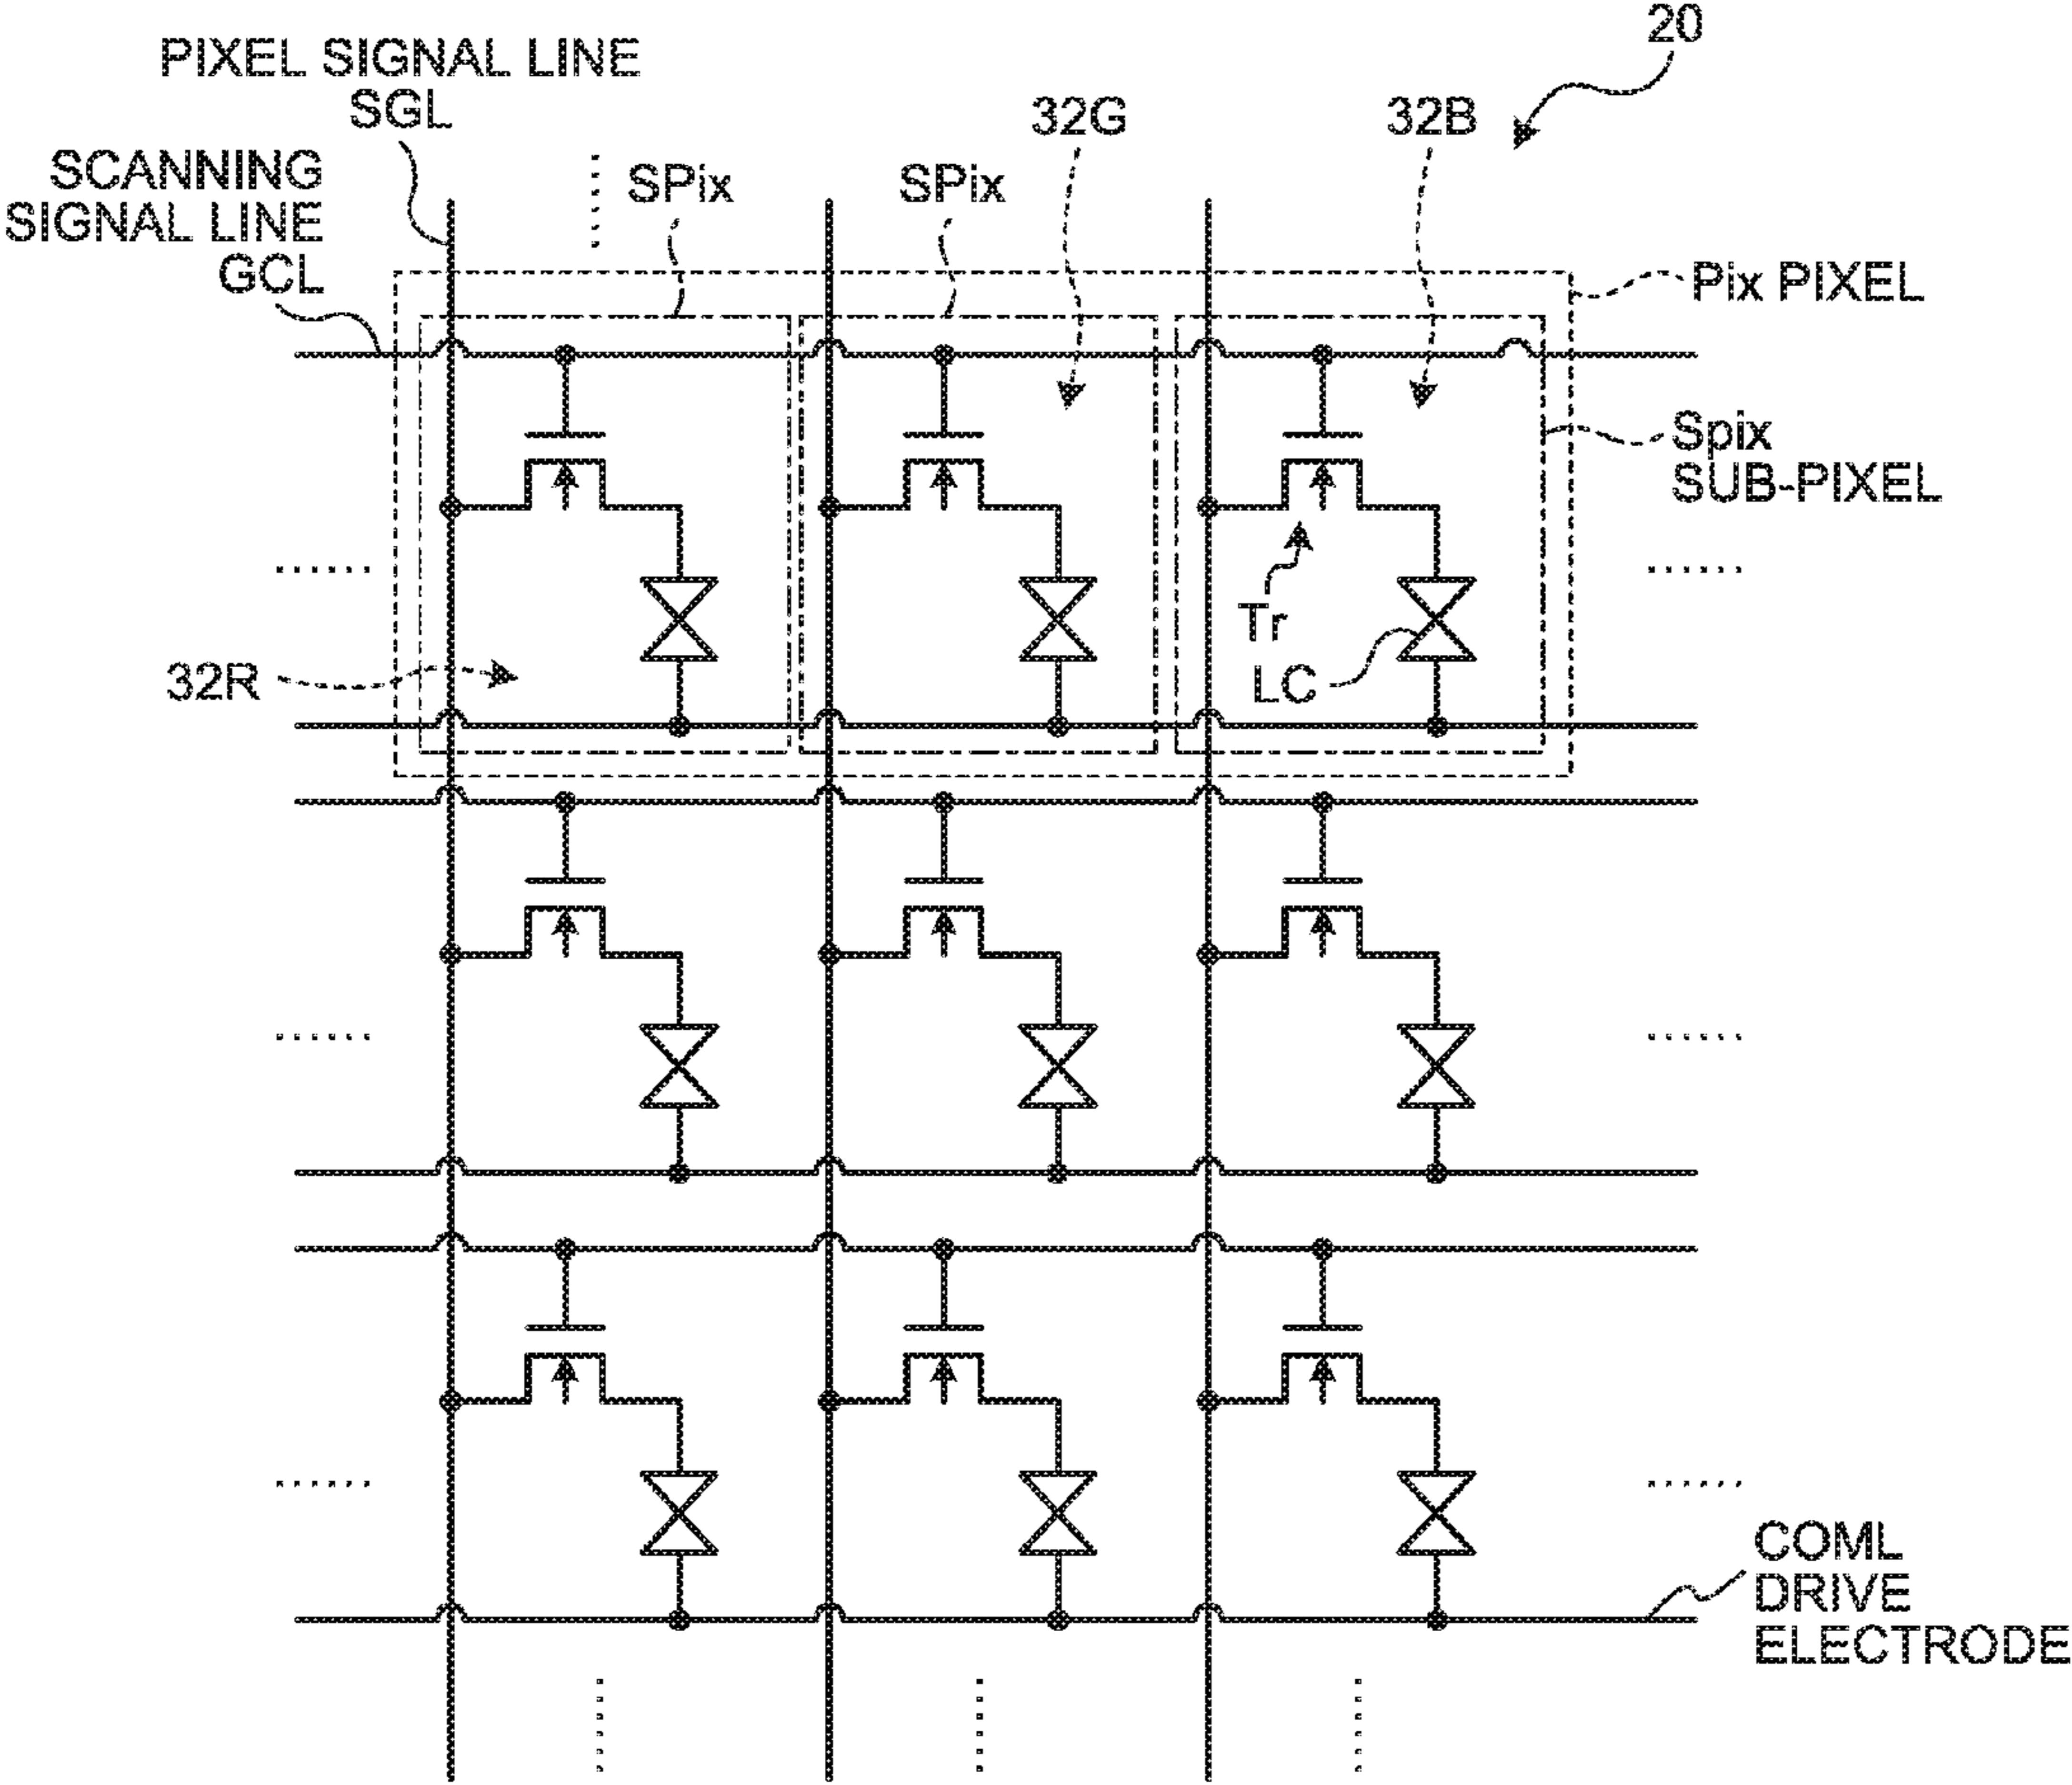 20
PIXEL SIGNAL LINE
SGL
32G
32B
SCANNING
SIGNAL LINE
GCL
SPix
SPix
Pix PIXEL
Spix
SUB-PIXEL
Tr
LC
32R
COML
DRIVE
ELECTRODE